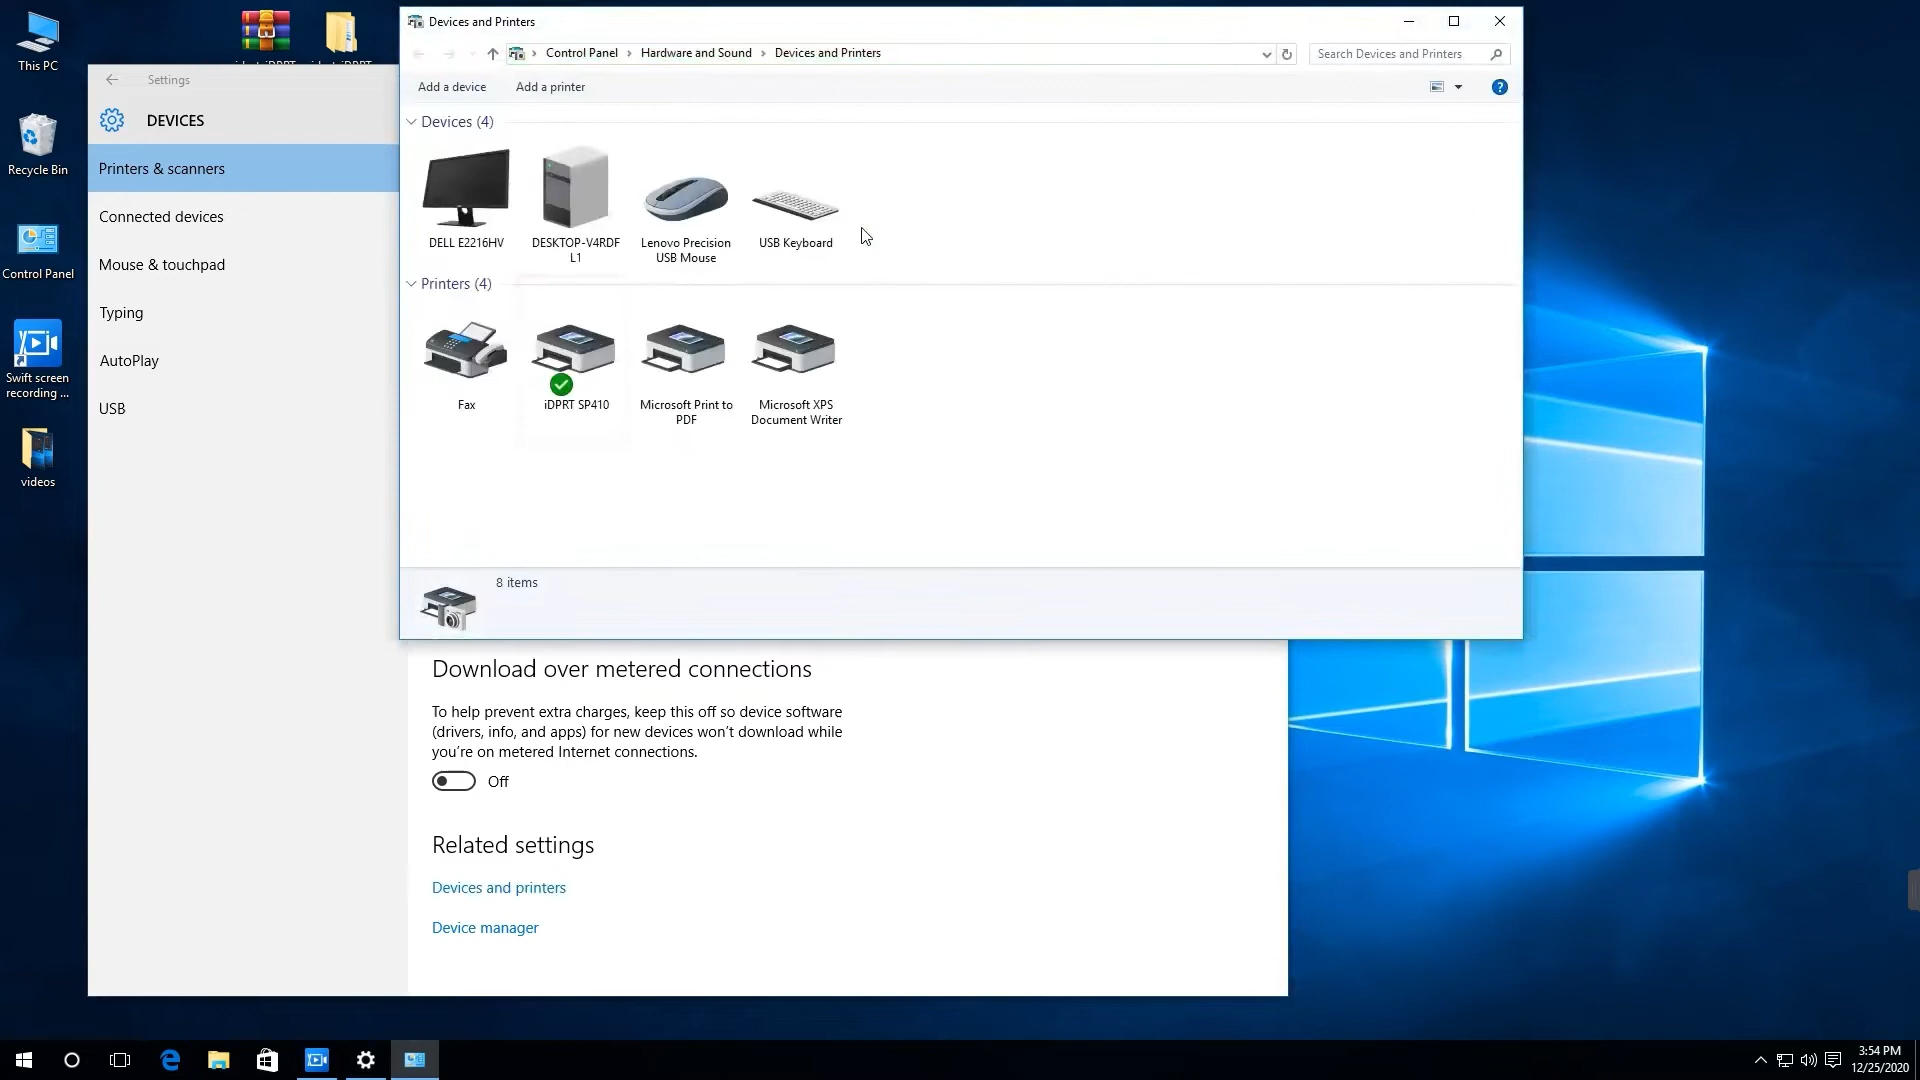 This PC
Recycle Bin
Control Panel
Swift screen
recording ...
videos
Settings
DEVICES
Printers & scanners
Connected devices
Mouse & touchpad
Typing
AutoPlay
USB
Devices and Printers
Control Panel > Hardware and Sound > Devices and Printers
Search Devices and Printers
Add a device
Add a printer
?
Devices (4)
DELL E2216HV
DESKTOP-V4RDF
L1
Lenovo Precision
USB Mouse
USB Keyboard
Printers (4)
Fax
iDPRT SP410
Microsoft Print to
PDF
Microsoft XPS
Document Writer
8 items
Download over metered connections
To help prevent extra charges, keep this off so device software
(drivers, info, and apps) for new devices won't download while
you're on metered Internet connections.
Off
Related settings
Devices and printers
Device manager
3:54 PM
12/25/2020